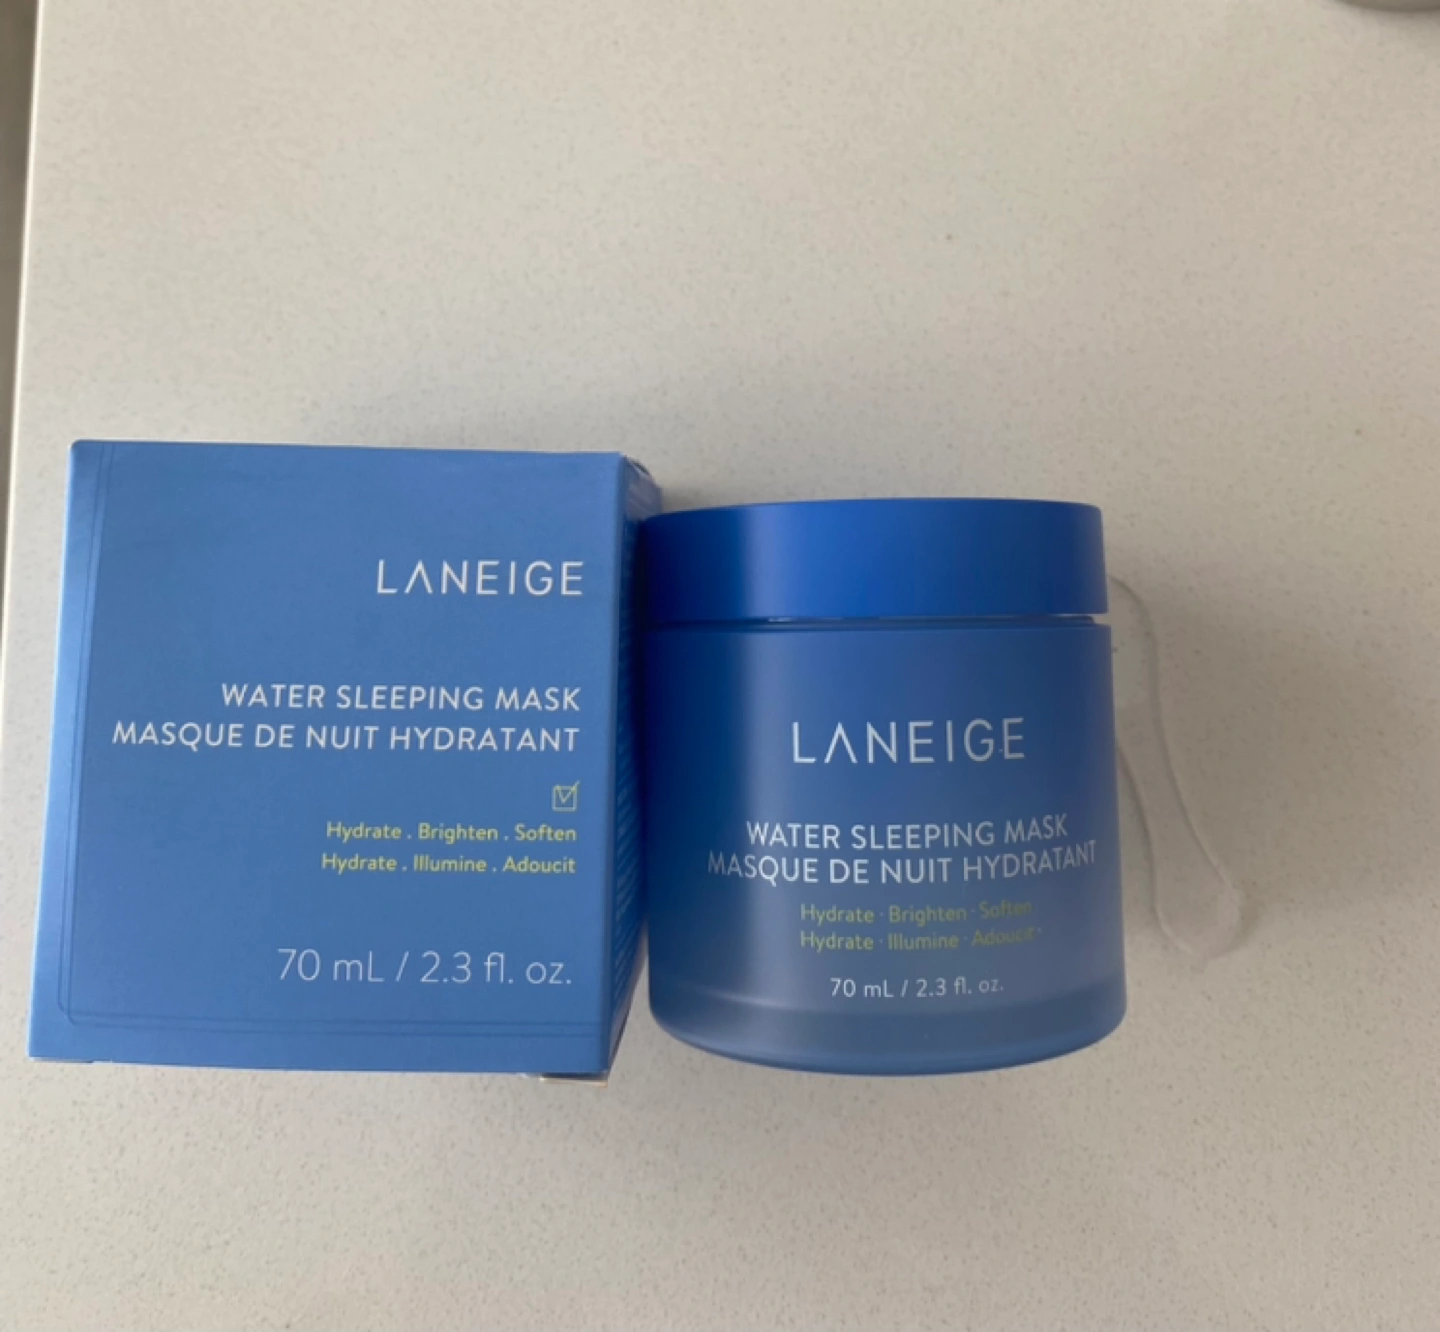 LANEIGE
WATER SLEEPING MASK
MASQUE DE NUIT HYDRATANT
Hydrate . Brighten . Soften
Hydrate . Illumine . Adoucit
70 mL / 2.3 fl. oz.
LANEIGE
WATER SLEEPING MASK
MASQUE DE NUIT HYDRATANT
Hydrate · Brighten · Soften
Hydrate · Illumine · Adoucit
70 mL / 2.3 fl. oz.